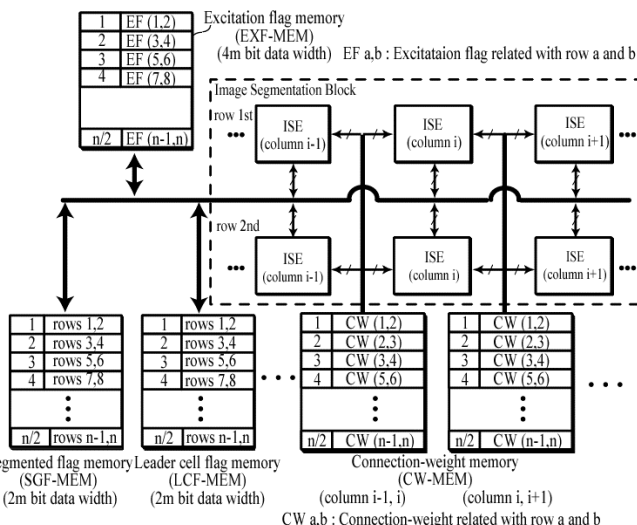 Excitation flag memory
(EXF-MEM)
(4m bit data width) EF a,b : Excitataion flag related with row a and b
1 EF (1,2)
2 EF (3,4)
3 EF (5,6)
4 EF (7,8)
n/2 EF (n-1,n)
Image Segmentation Block
row 1st
ISE ISE ISE
(column i-1) (column i) (column i+1)
row 2nd
ISE ISE ISE
(column i-1) (column i) (column i+1)
1 rows 1,2
2 rows 3,4
3 rows 5,6
4 rows 7,8
n/2 rows n-1,n
1 rows 1,2
2 rows 3,4
3 rows 5,6
4 rows 7,8
n/2 rows n-1,n
1 CW (1,2)
2 CW (2,3)
3 CW (3,4)
4 CW (5,6)
n/2 CW (n-1,n)
1 CW (1,2)
2 CW (2,3)
3 CW (3,4)
4 CW (5,6)
n/2 CW (n-1,n)
egmented flag memory
(SGF-MEM)
(2m bit data width)
Leader cell flag memory
(LCF-MEM)
(2m bit data width)
Connection-weight memory
(CW-MEM)
(column i-1, i) (column i, i+1)
CW a,b : Connection-weight related with row a and b